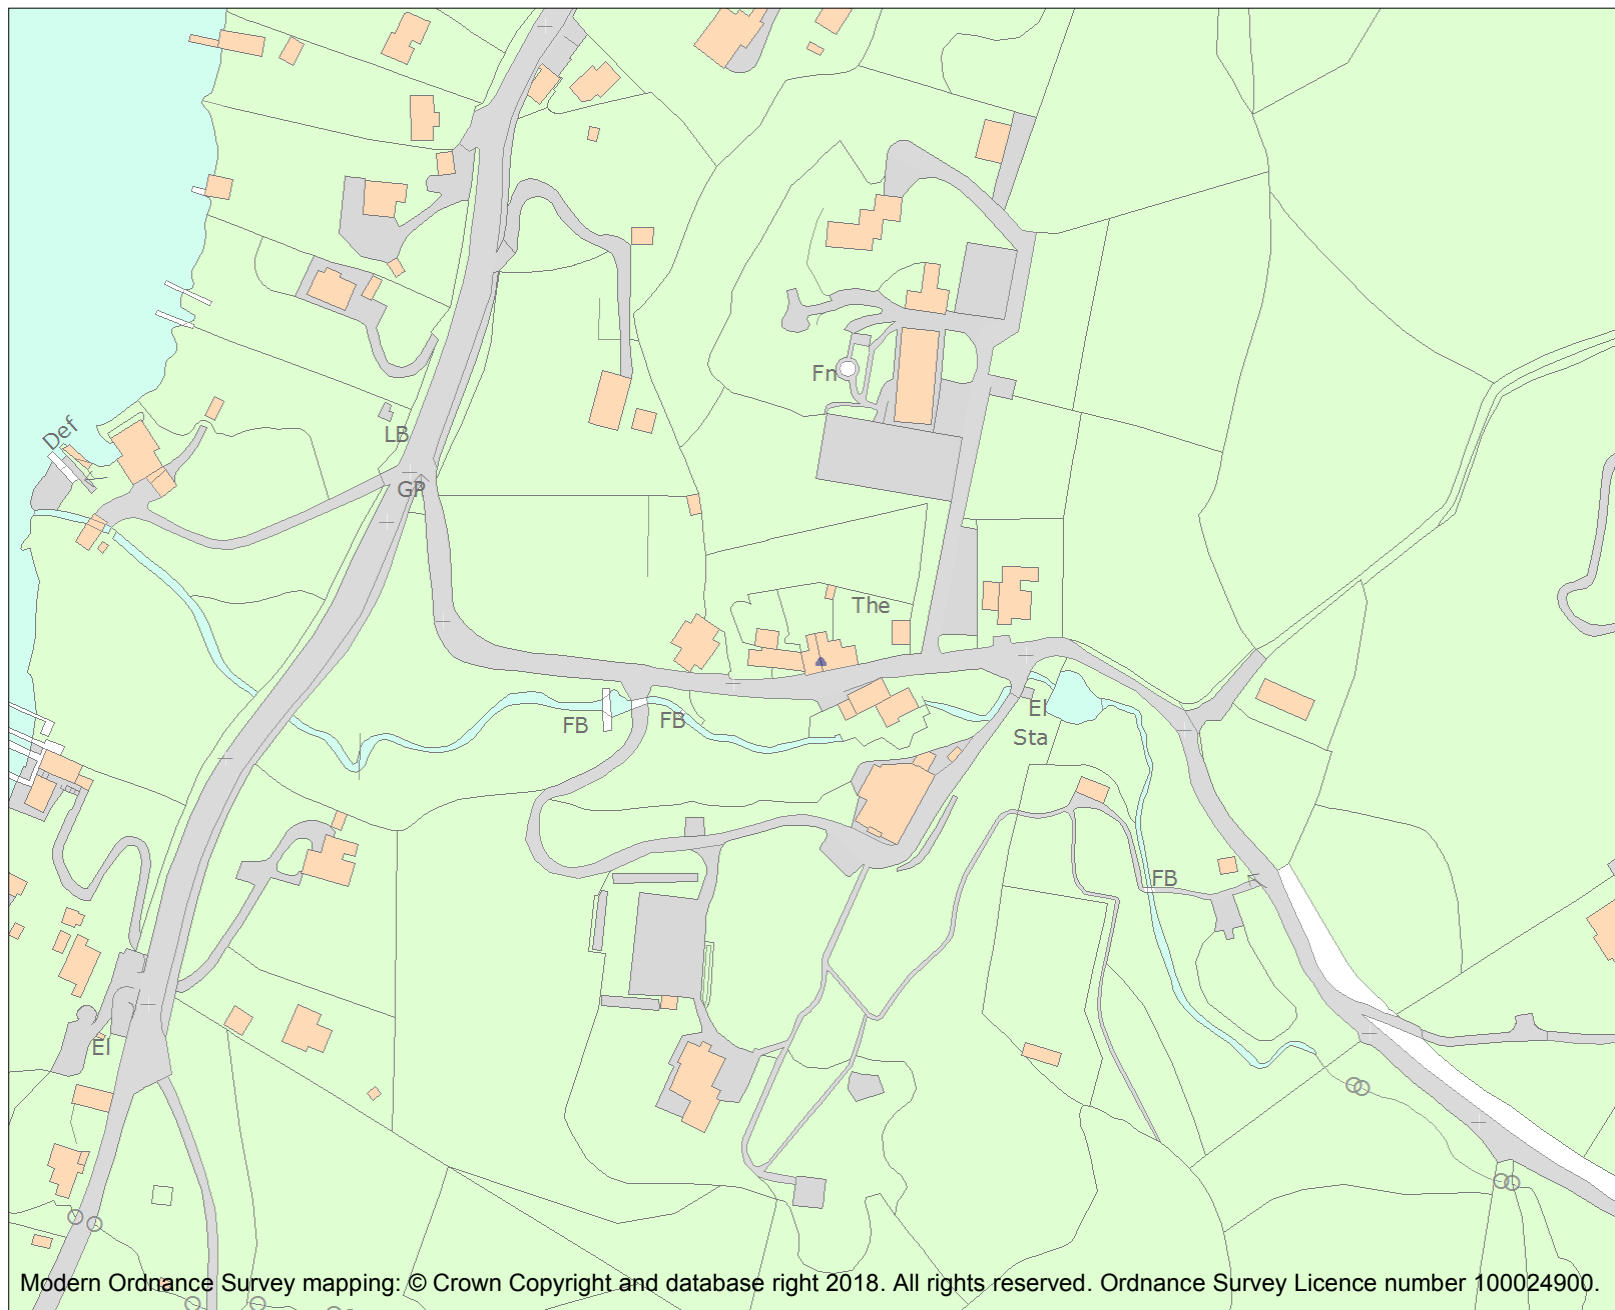 Fn
Def
LB
GP
The
FB
FB
El
Sta
FB
El
Modern Ordnance Survey mapping: © Crown Copyright and database right 2018. All rights reserved. Ordnance Survey Licence number 100024900.